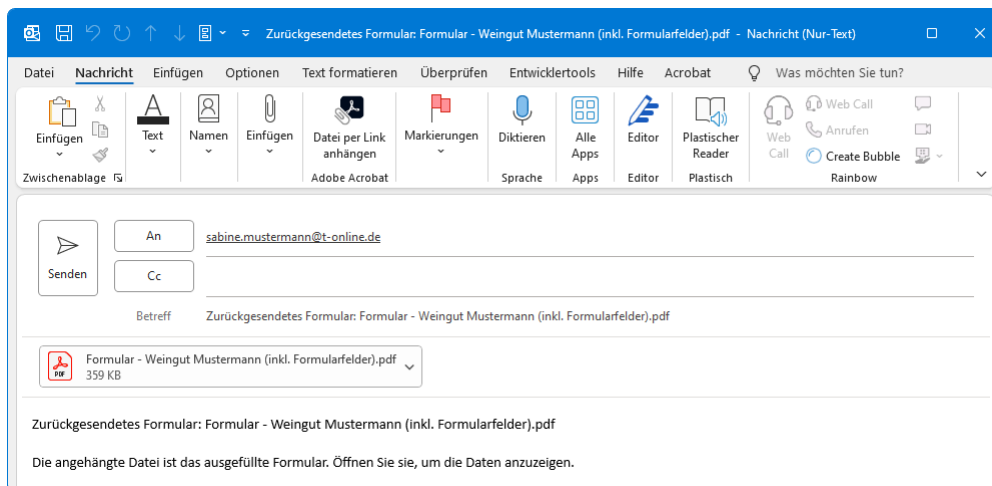 Zurückgesendetes Formular: Formular - Weingut Mustermann (inkl. Formularfelder).pdf - Nachricht (Nur-Text)
Datei Nachricht Einfügen Optionen Text formatieren Überprüfen Entwicklertools Hilfe Acrobat Was möchten Sie tun?
Einfügen
Text
Namen
Einfügen
Datei per Link
anhängen
Markierungen
Diktieren
Alle
Apps
Editor
Plastischer
Reader
Web
Call
Web Call
Anrufen
Create Bubble
Zwischenablage
Adobe Acrobat
Sprache
Apps
Editor
Plastisch
Rainbow
Senden
An
sabine.mustermann@t-online.de
Cc
Betreff
Zurückgesendetes Formular: Formular - Weingut Mustermann (inkl. Formularfelder).pdf
PDF
Formular - Weingut Mustermann (inkl. Formularfelder).pdf
359 KB
Zurückgesendetes Formular: Formular - Weingut Mustermann (inkl. Formularfelder).pdf
Die angehängte Datei ist das ausgefüllte Formular. Öffnen Sie sie, um die Daten anzuzeigen.